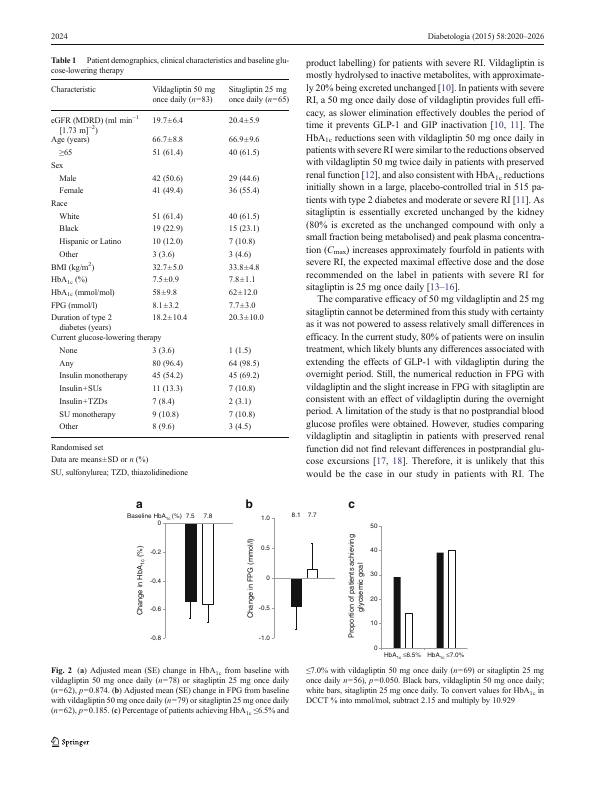 2024
Diabetologia (2015) 58:2020–2026
Table 1 Patient demographics, clinical characteristics and baseline glu-
cose-lowering therapy
Characteristic Vildagliptin 50 mg Sitagliptin 25 mg
once daily (n=83) once daily (n=65)
eGFR (MDRD) (ml min−1 19.7±6.4 20.4±5.9
[1.73 m]−2)
Age (years) 66.7±8.8 66.9±9.6
≥65 51 (61.4) 40 (61.5)
Sex
Male 42 (50.6) 29 (44.6)
Female 41 (49.4) 36 (55.4)
Race
White 51 (61.4) 40 (61.5)
Black 19 (22.9) 15 (23.1)
Hispanic or Latino 10 (12.0) 7 (10.8)
Other 3 (3.6) 3 (4.6)
BMI (kg/m2) 32.7±5.0 33.8±4.8
HbA1c (%) 7.5±0.9 7.8±1.1
HbA1c (mmol/mol) 58±9.8 62±12.0
FPG (mmol/l) 8.1±3.2 7.7±3.0
Duration of type 2 18.2±10.4 20.3±10.0
diabetes (years)
Current glucose-lowering therapy
None 3 (3.6) 1 (1.5)
Any 80 (96.4) 64 (98.5)
Insulin monotherapy 45 (54.2) 45 (69.2)
Insulin+SUs 11 (13.3) 7 (10.8)
Insulin+TZDs 7 (8.4) 2 (3.1)
SU monotherapy 9 (10.8) 7 (10.8)
Other 8 (9.6) 3 (4.5)
Randomised set
Data are means±SD or n (%)
SU, sulfonylurea; TZD, thiazolidinedione
product labelling) for patients with severe RI. Vildagliptin is
mostly hydrolysed to inactive metabolites, with approximate-
ly 20% being excreted unchanged [10]. In patients with severe
RI, a 50 mg once daily dose of vildagliptin provides full effi-
cacy, as slower elimination effectively doubles the period of
time it prevents GLP-1 and GIP inactivation [10, 11]. The
HbA1c reductions seen with vildagliptin 50 mg once daily in
patients with severe RI were similar to the reductions observed
with vildagliptin 50 mg twice daily in patients with preserved
renal function [12], and also consistent with HbA1c reductions
initially shown in a large, placebo-controlled trial in 515 pa-
tients with type 2 diabetes and moderate or severe RI [11]. As
sitagliptin is essentially excreted unchanged by the kidney
(80% is excreted as the unchanged compound with only a
small fraction being metabolised) and peak plasma concentra-
tion (Cmax) increases approximately fourfold in patients with
severe RI, the expected maximal effective dose and the dose
recommended on the label in patients with severe RI for
sitagliptin is 25 mg once daily [13–16].
The comparative efficacy of 50 mg vildagliptin and 25 mg
sitagliptin cannot be determined from this study with certainty
as it was not powered to assess relatively small differences in
efficacy. In the current study, 80% of patients were on insulin
treatment, which likely blunts any differences associated with
extending the effects of GLP-1 with vildagliptin during the
overnight period. Still, the numerical reduction in FPG with
vildagliptin and the slight increase in FPG with sitagliptin are
consistent with an effect of vildagliptin during the overnight
period. A limitation of the study is that no postprandial blood
glucose profiles were obtained. However, studies comparing
vildagliptin and sitagliptin in patients with preserved renal
function did not find relevant differences in postprandial glu-
cose excursions [17, 18]. Therefore, it is unlikely that this
would be the case in our study in patients with RI. The
a
Baseline HbA1c (%) 7.5 7.8
Change in HbA1c (%)
0
-0.2
-0.4
-0.6
-0.8
b
8.1 7.7
Change in FPG (mmol/l)
1.0
0.5
0
-0.5
-1.0
c
Proportion of patients achieving
glycaemic goal
50
40
30
20
10
0
HbA1c ≤6.5% HbA1c ≤7.0%
Fig. 2 (a) Adjusted mean (SE) change in HbA1c from baseline with
vildagliptin 50 mg once daily (n=78) or sitagliptin 25 mg once daily
(n=62), p=0.874. (b) Adjusted mean (SE) change in FPG from baseline
with vildagliptin 50 mg once daily (n=79) or sitagliptin 25 mg once daily
(n=62), p=0.185. (c) Percentage of patients achieving HbA1c ≤6.5% and
≤7.0% with vildagliptin 50 mg once daily (n=69) or sitagliptin 25 mg
once daily n=56), p=0.050. Black bars, vildagliptin 50 mg once daily;
white bars, sitagliptin 25 mg once daily. To convert values for HbA1c in
DCCT % into mmol/mol, subtract 2.15 and multiply by 10.929
Springer